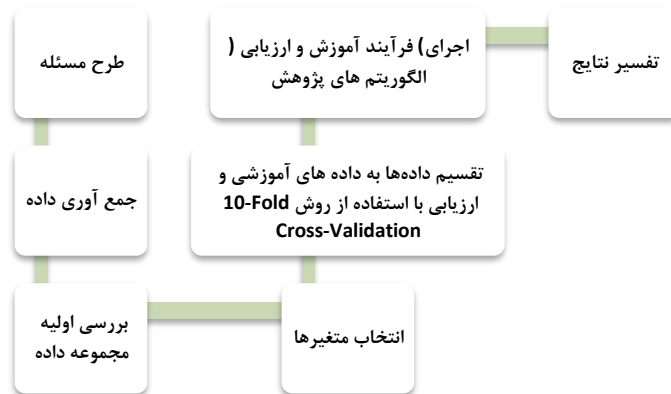 طرح مسئله
جمع آوری داده
بررسی اولیه
مجموعه داده
انتخاب متغیرها
تقسیم داده‌ها به داده های آموزشی و
ارزیابی با استفاده از روش 10-Fold
Cross-Validation
اجرای) فرآیند آموزش و ارزیابی (
الگوریتم های پژوهش
تفسیر نتایج